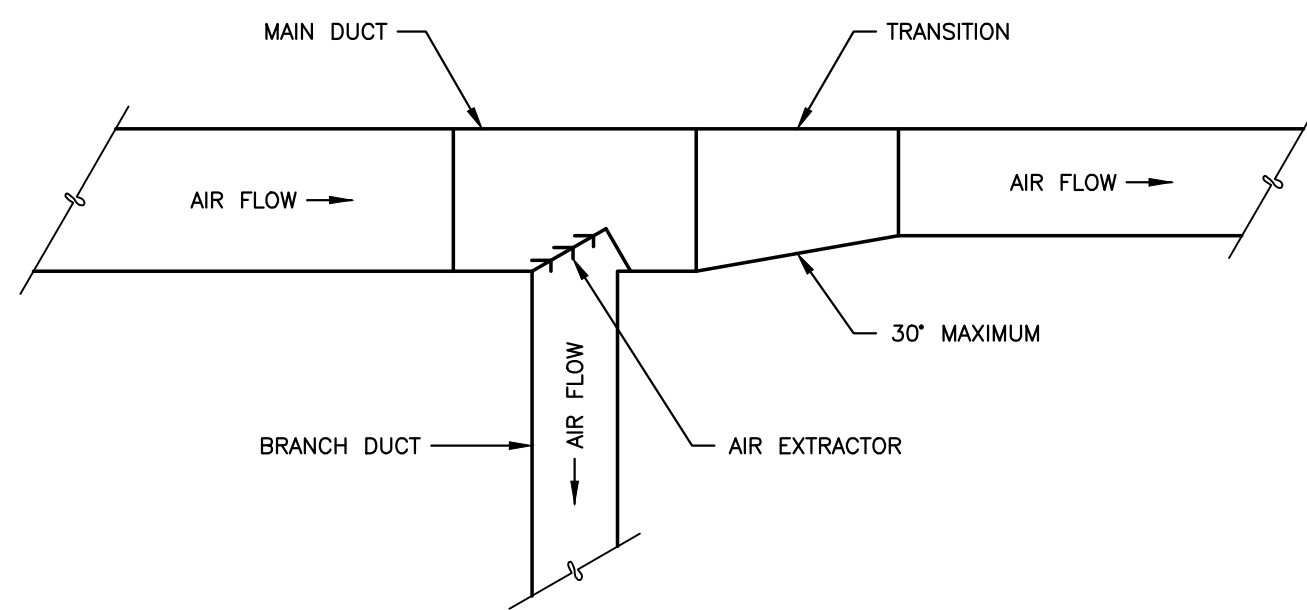 MAIN DUCT
TRANSITION
AIR FLOW
AIR FLOW
30° MAXIMUM
AIR FLOW
BRANCH DUCT
AIR EXTRACTOR